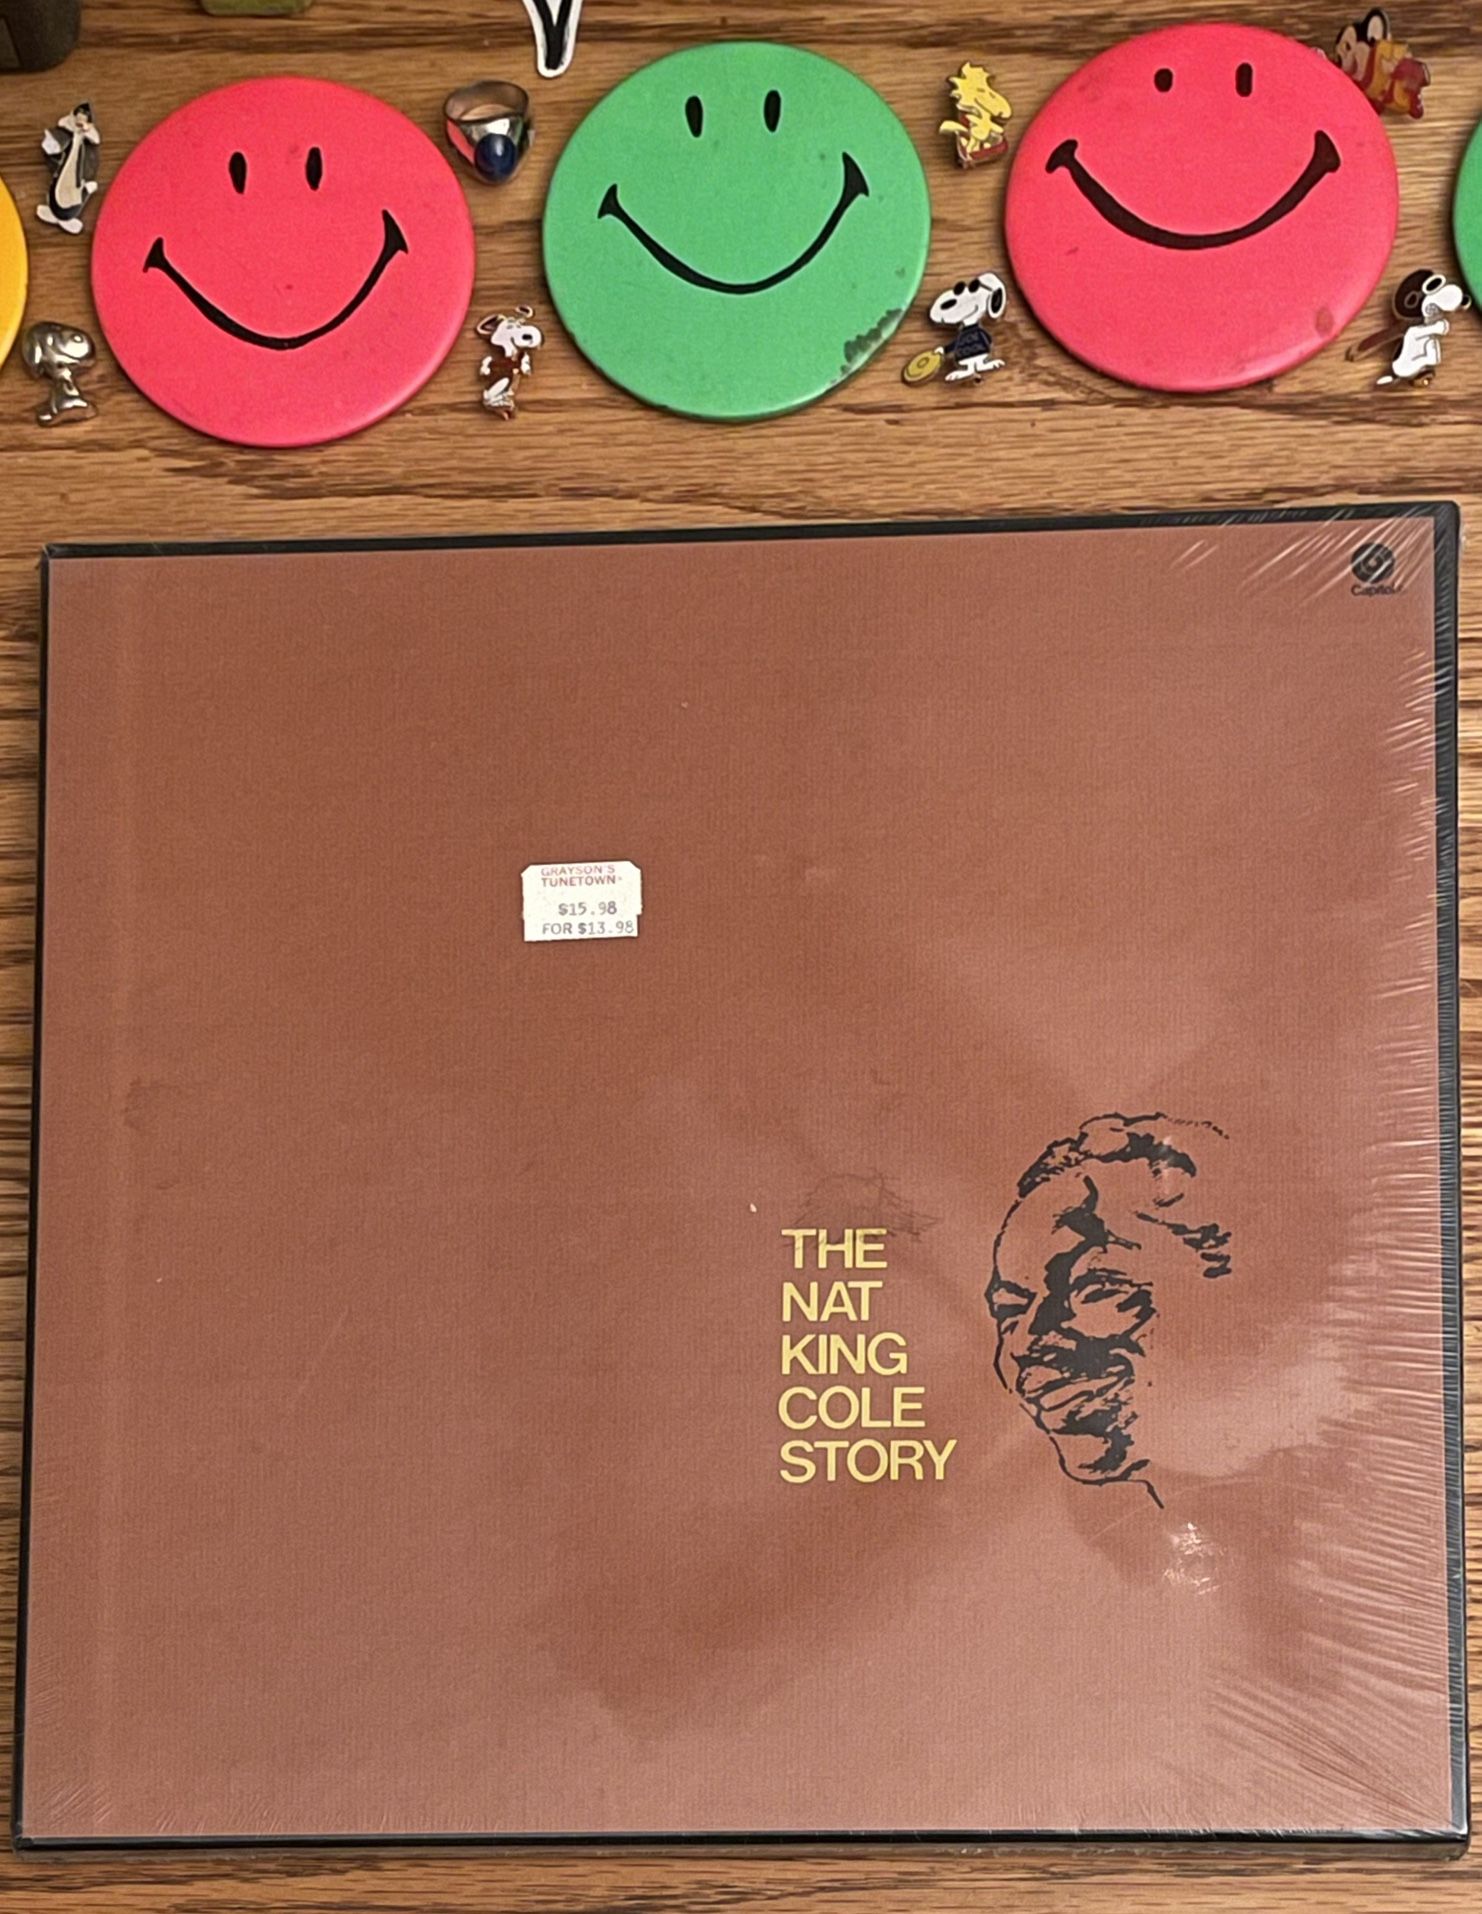 Capitol
GRAYSON'S
TUNETOWN
$15.98
FOR $13.98
THE
NAT
KING
COLE
STORY